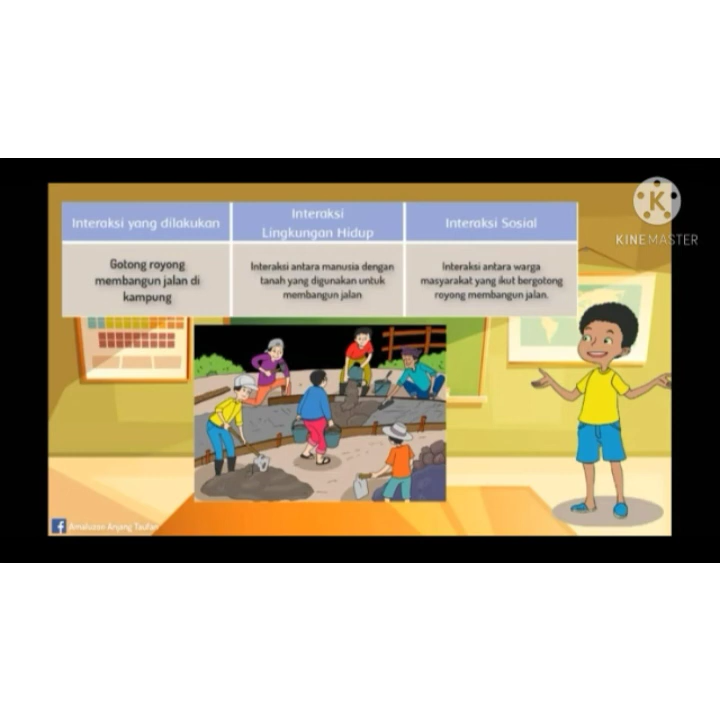 Interaksi yang dilakukan
Interaksi
Lingkungan Hidup
Interaksi Sosial
Gotong royong
membangun jalan di
kampung
Interaksi antara manusia dengan
tanah yang digunakan untuk
membangun jalan
Interaksi antara warga
masyarakat yang ikut bergotong
royong membangun jalan.
K
KINEMASTER
f
Anjang Taufan